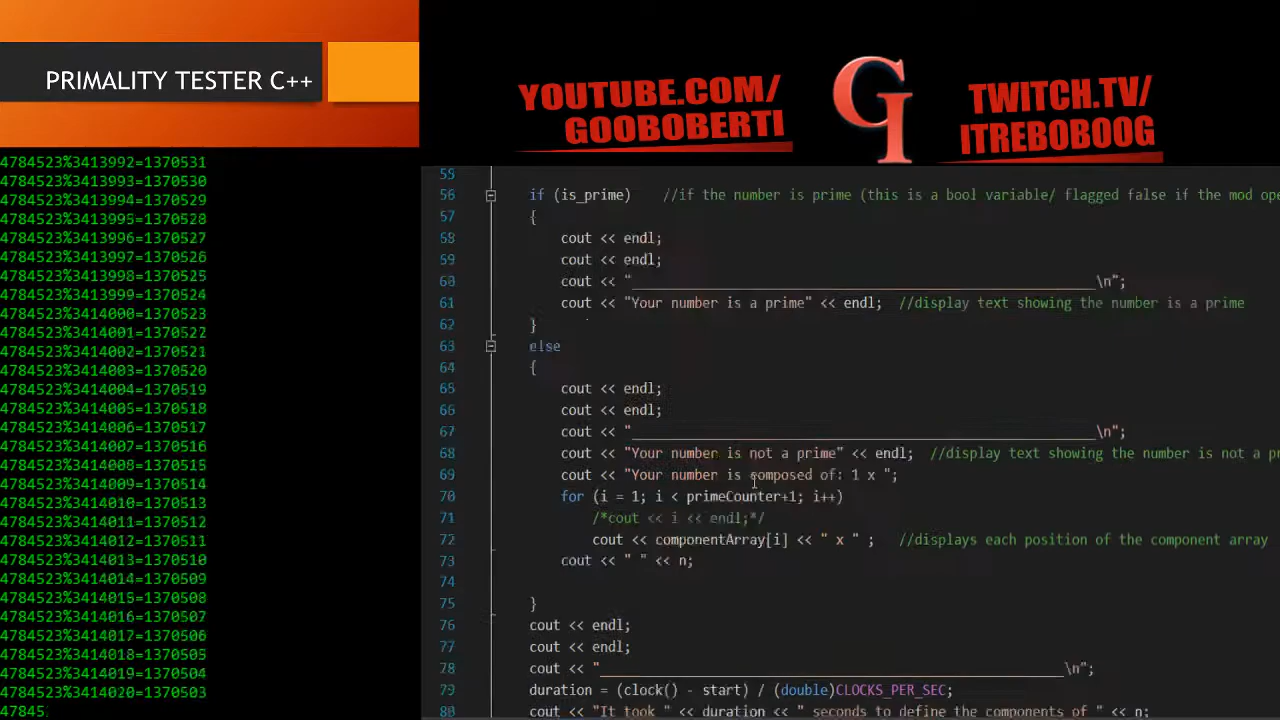 PRIMALITY TESTER C++
YOUTUBE.COM/
GOOBOBERTI
GI
TWITCH.TV/
ITREBOBOOG
4784523%3413992=1370531
4784523%3413993=1370530
4784523%3413994=1370529
4784523%3413995=1370528
4784523%3413996=1370527
4784523%3413997=1370526
4784523%3413998=1370525
4784523%3413999=1370524
4784523%3414000=1370523
4784523%3414001=1370522
4784523%3414002=1370521
4784523%3414003=1370520
4784523%3414004=1370519
4784523%3414005=1370518
4784523%3414006=1370517
4784523%3414007=1370516
4784523%3414008=1370515
4784523%3414009=1370514
4784523%3414010=1370513
4784523%3414011=1370512
4784523%3414012=1370511
4784523%3414013=1370510
4784523%3414014=1370509
4784523%3414015=1370508
4784523%3414016=1370507
4784523%3414017=1370506
4784523%3414018=1370505
4784523%3414019=1370504
4784523%3414020=1370503
47845
55
56 if (is_prime) //if the number is prime (this is a bool variable/ flagged false if the mod ope
57 {
58 cout << endl;
59 cout << endl;
60 cout << "___________________________________________________________\n";
61 cout << "Your number is a prime" << endl; //display text showing the number is a prime
62 }
63 else
64 {
65 cout << endl;
66 cout << endl;
67 cout << "___________________________________________________________\n";
68 cout << "Your number is not a prime" << endl; //display text showing the number is not a pr
69 cout << "Your number is composed of: 1 x ";
70 for (i = 1; i < primeCounter+1; i++)
71 /*cout << i << endl;*/
72 cout << componentArray[i] << " x " ; //displays each position of the component array
73 cout << " " << n;
74
75 }
76 cout << endl;
77 cout << endl;
78 cout << "___________________________________________________________\n";
79 duration = (clock() - start) / (double)CLOCKS_PER_SEC;
80 cout << "It took " << duration << " seconds to define the components of " << n;